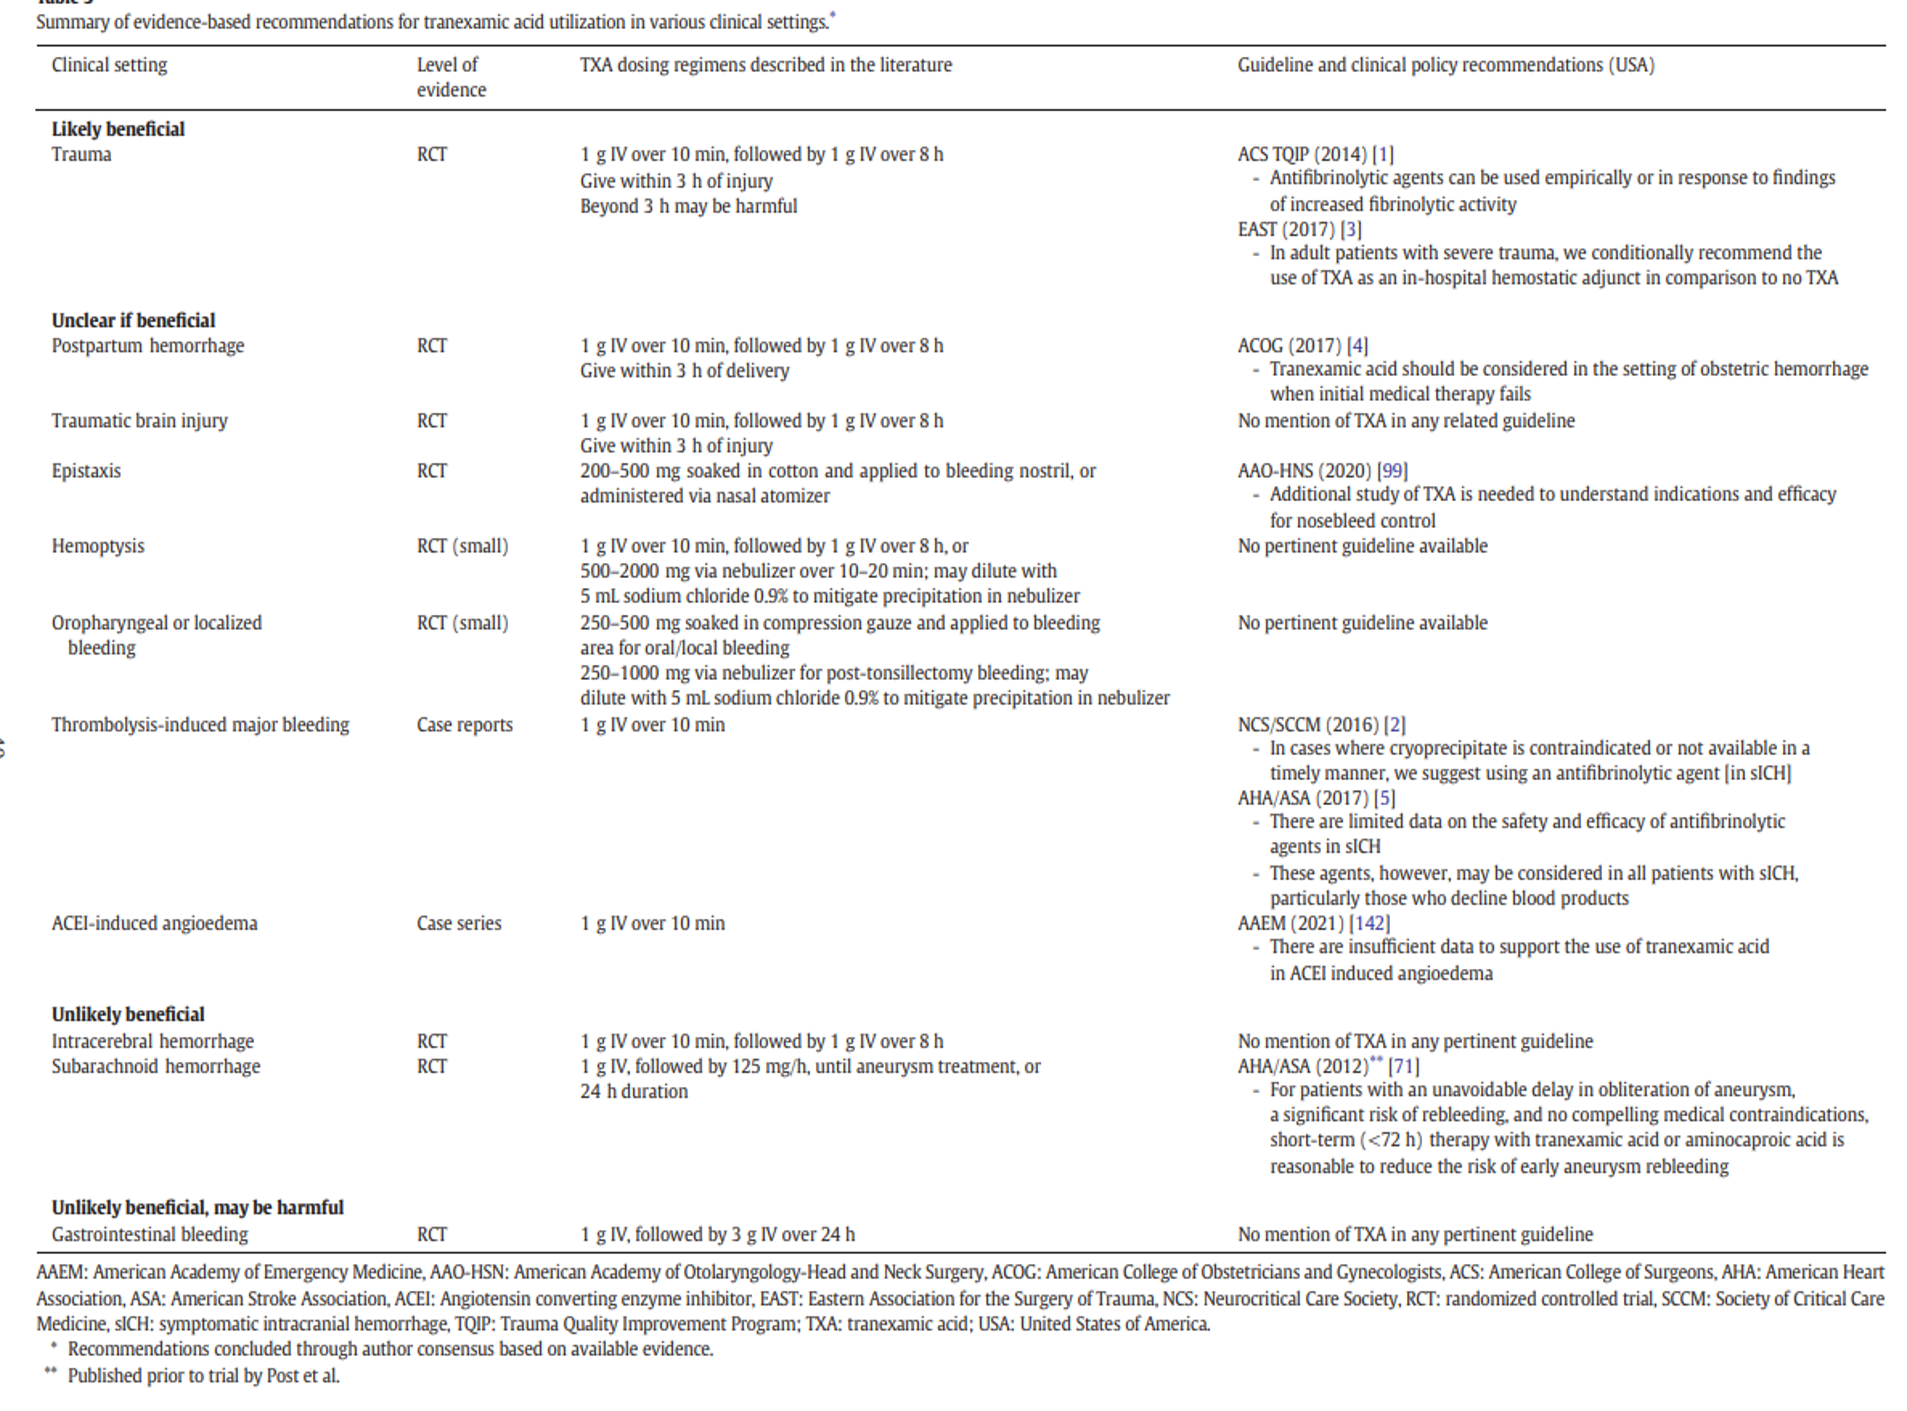 Summary of evidence-based recommendations for tranexamic acid utilization in various clinical settings.*
Clinical setting Level of evidence TXA dosing regimens described in the literature Guideline and clinical policy recommendations (USA)
Likely beneficial
Trauma RCT 1 g IV over 10 min, followed by 1 g IV over 8 h ACS TQIP (2014) [1]
Give within 3 h of injury - Antifibrinolytic agents can be used empirically or in response to findings
Beyond 3 h may be harmful of increased fibrinolytic activity
EAST (2017) [3]
- In adult patients with severe trauma, we conditionally recommend the
use of TXA as an in-hospital hemostatic adjunct in comparison to no TXA
Unclear if beneficial
Postpartum hemorrhage RCT 1 g IV over 10 min, followed by 1 g IV over 8 h ACOG (2017) [4]
Give within 3 h of delivery - Tranexamic acid should be considered in the setting of obstetric hemorrhage
when initial medical therapy fails
Traumatic brain injury RCT 1 g IV over 10 min, followed by 1 g IV over 8 h No mention of TXA in any related guideline
Give within 3 h of injury
Epistaxis RCT 200–500 mg soaked in cotton and applied to bleeding nostril, or AAO-HNS (2020) [99]
administered via nasal atomizer - Additional study of TXA is needed to understand indications and efficacy
for nosebleed control
Hemoptysis RCT (small) 1 g IV over 10 min, followed by 1 g IV over 8 h, or No pertinent guideline available
500–2000 mg via nebulizer over 10–20 min; may dilute with
5 mL sodium chloride 0.9% to mitigate precipitation in nebulizer
Oropharyngeal or localized RCT (small) 250–500 mg soaked in compression gauze and applied to bleeding No pertinent guideline available
bleeding area for oral/local bleeding
250–1000 mg via nebulizer for post-tonsillectomy bleeding; may
dilute with 5 mL sodium chloride 0.9% to mitigate precipitation in nebulizer
Thrombolysis-induced major bleeding Case reports 1 g IV over 10 min NCS/SCCM (2016) [2]
- In cases where cryoprecipitate is contraindicated or not available in a
timely manner, we suggest using an antifibrinolytic agent [in sICH]
AHA/ASA (2017) [5]
- There are limited data on the safety and efficacy of antifibrinolytic
agents in sICH
- These agents, however, may be considered in all patients with sICH,
particularly those who decline blood products
ACEI-induced angioedema Case series 1 g IV over 10 min AAEM (2021) [142]
- There are insufficient data to support the use of tranexamic acid
in ACEI induced angioedema
Unlikely beneficial
Intracerebral hemorrhage RCT 1 g IV over 10 min, followed by 1 g IV over 8 h No mention of TXA in any pertinent guideline
Subarachnoid hemorrhage RCT 1 g IV, followed by 125 mg/h, until aneurysm treatment, or AHA/ASA (2012)** [71]
24 h duration - For patients with an unavoidable delay in obliteration of aneurysm,
a significant risk of rebleeding, and no compelling medical contraindications,
short-term (<72 h) therapy with tranexamic acid or aminocaproic acid is
reasonable to reduce the risk of early aneurysm rebleeding
Unlikely beneficial, may be harmful
Gastrointestinal bleeding RCT 1 g IV, followed by 3 g IV over 24 h No mention of TXA in any pertinent guideline
AAEM: American Academy of Emergency Medicine, AAO-HSN: American Academy of Otolaryngology-Head and Neck Surgery, ACOG: American College of Obstetricians and Gynecologists, ACS: American College of Surgeons, AHA: American Heart
Association, ASA: American Stroke Association, ACEI: Angiotensin converting enzyme inhibitor, EAST: Eastern Association for the Surgery of Trauma, NCS: Neurocritical Care Society, RCT: randomized controlled trial, SCCM: Society of Critical Care
Medicine, sICH: symptomatic intracranial hemorrhage, TQIP: Trauma Quality Improvement Program; TXA: tranexamic acid; USA: United States of America.
* Recommendations concluded through author consensus based on available evidence.
** Published prior to trial by Post et al.